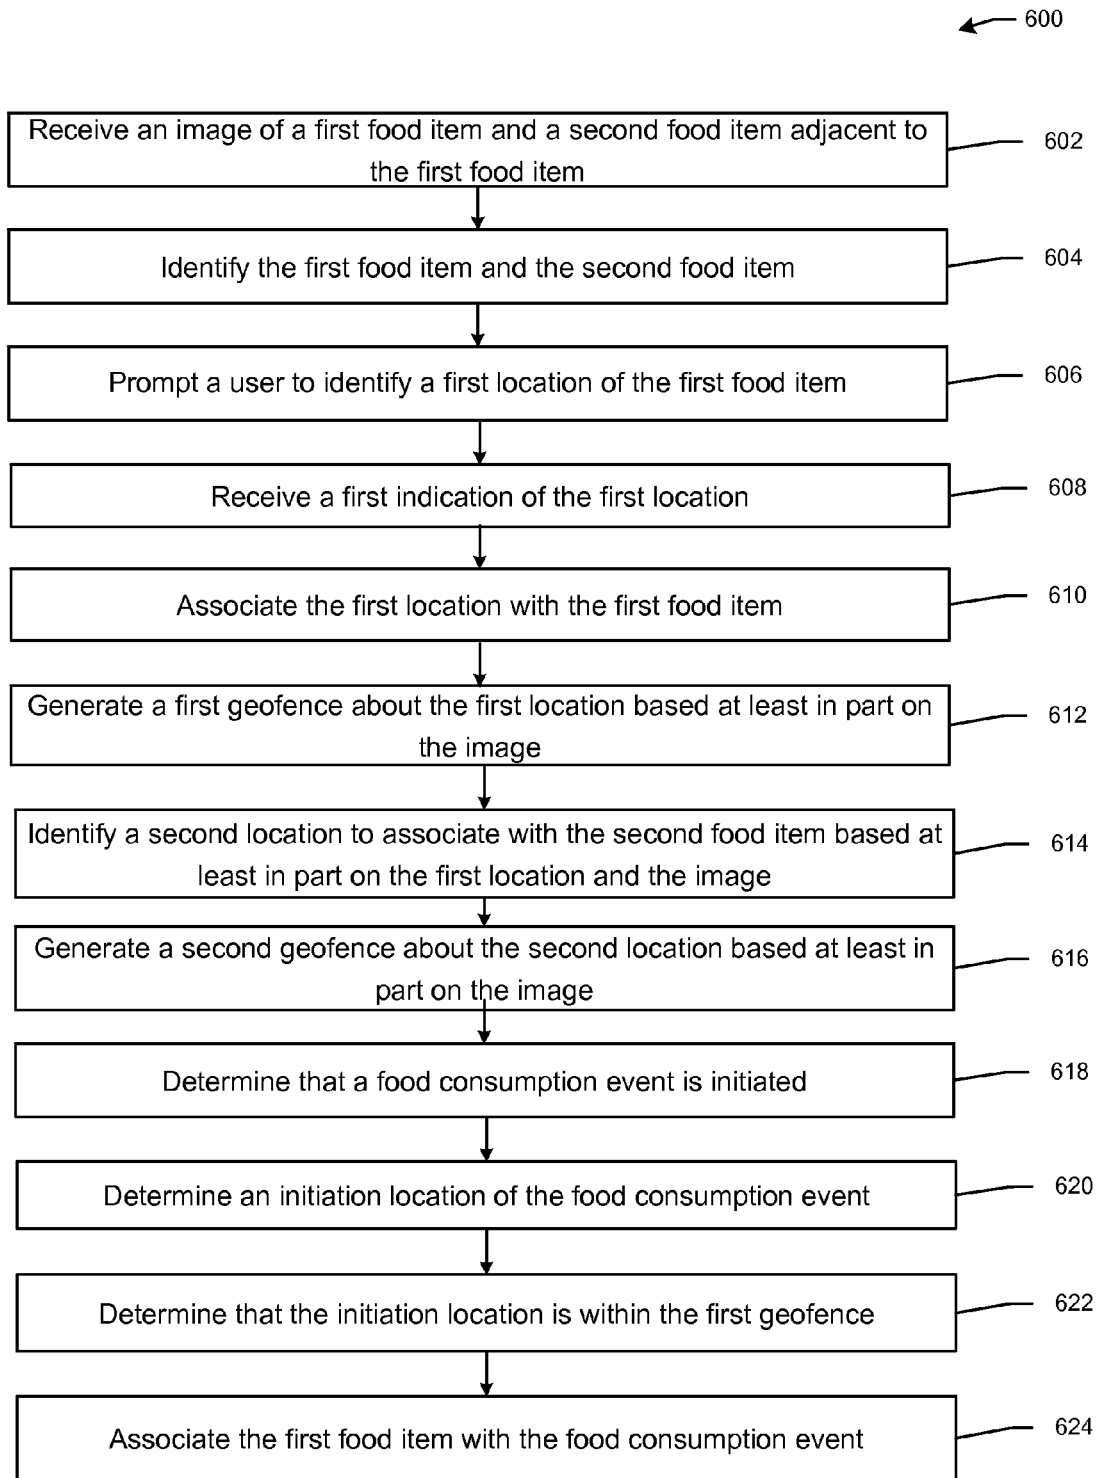 600
Receive an image of a first food item and a second food item adjacent to
the first food item
602
Identify the first food item and the second food item
604
Prompt a user to identify a first location of the first food item
606
Receive a first indication of the first location
608
Associate the first location with the first food item
610
Generate a first geofence about the first location based at least in part on
the image
612
Identify a second location to associate with the second food item based at
least in part on the first location and the image
614
Generate a second geofence about the second location based at least in
part on the image
616
Determine that a food consumption event is initiated
618
Determine an initiation location of the food consumption event
620
Determine that the initiation location is within the first geofence
622
Associate the first food item with the food consumption event
624